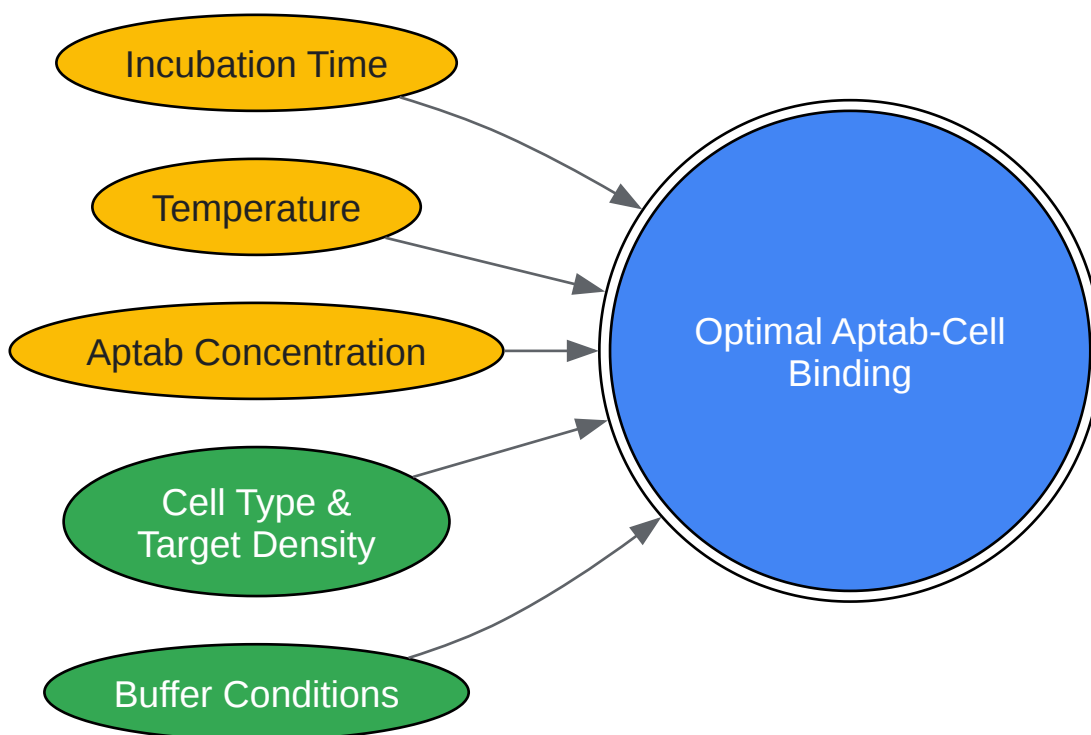 Incubation Time
Temperature
Aptab Concentration
Cell Type &
Target Density
Buffer Conditions
Optimal Aptab-Cell
Binding